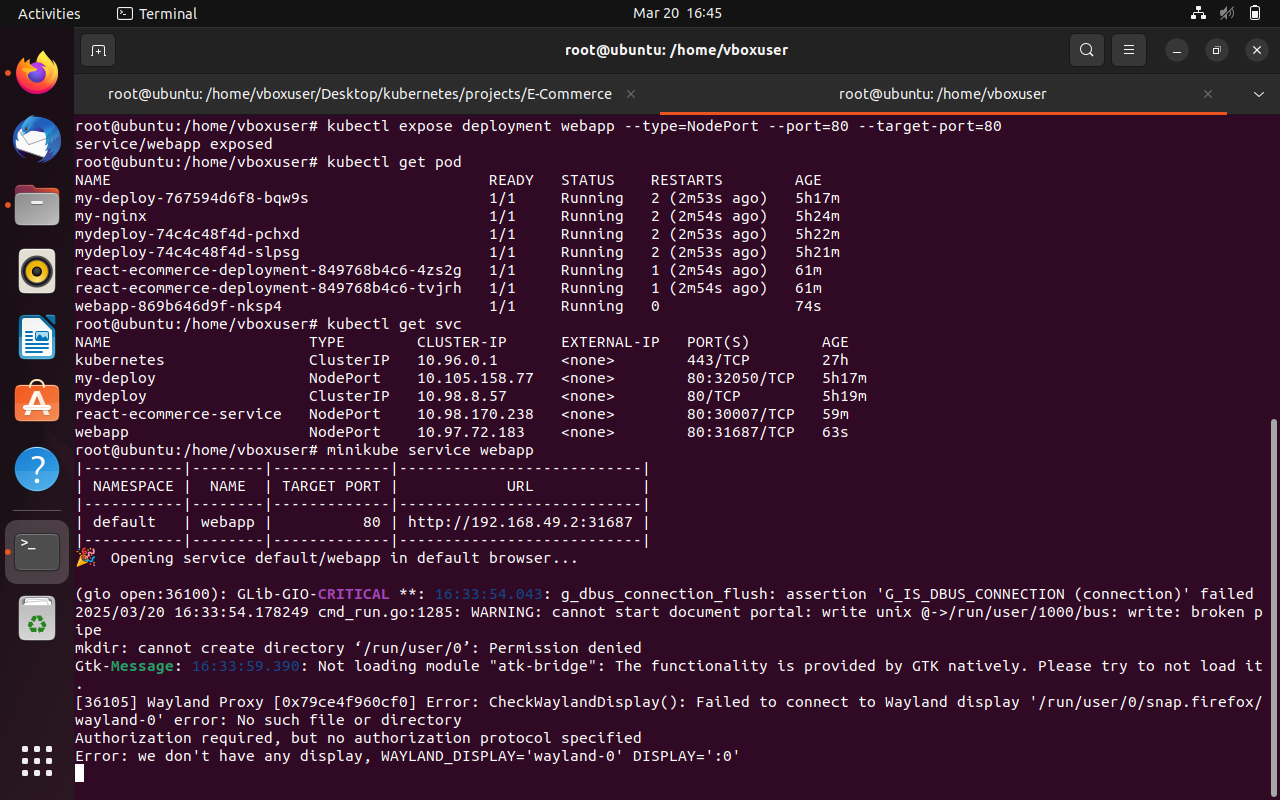 Activities
Terminal
Mar 20 16:45
root@ubuntu: /home/vboxuser
root@ubuntu: /home/vboxuser/Desktop/kubernetes/projects/E-Commerce
root@ubuntu: /home/vboxuser
root@ubuntu:/home/vboxuser# kubectl expose deployment webapp --type=NodePort --port=80 --target-port=80
service/webapp exposed
root@ubuntu:/home/vboxuser# kubectl get pod
NAME                                          READY   STATUS    RESTARTS        AGE
my-deploy-767594d6f8-bqw9s                    1/1     Running   2 (2m53s ago)   5h17m
my-nginx                                      1/1     Running   2 (2m54s ago)   5h24m
mydeploy-74c4c48f4d-pchxd                     1/1     Running   2 (2m53s ago)   5h22m
mydeploy-74c4c48f4d-slpsg                     1/1     Running   2 (2m53s ago)   5h21m
react-ecommerce-deployment-849768b4c6-4zs2g   1/1     Running   1 (2m54s ago)   61m
react-ecommerce-deployment-849768b4c6-tvjrh   1/1     Running   1 (2m54s ago)   61m
webapp-869b646d9f-nksp4                       1/1     Running   0               74s
root@ubuntu:/home/vboxuser# kubectl get svc
NAME                      TYPE        CLUSTER-IP      EXTERNAL-IP   PORT(S)        AGE
kubernetes                ClusterIP   10.96.0.1       <none>        443/TCP        27h
my-deploy                 NodePort    10.105.158.77   <none>        80:32050/TCP   5h17m
mydeploy                  ClusterIP   10.98.8.57      <none>        80/TCP         5h19m
react-ecommerce-service   NodePort    10.98.170.238   <none>        80:30007/TCP   59m
webapp                    NodePort    10.97.72.183    <none>        80:31687/TCP   63s
root@ubuntu:/home/vboxuser# minikube service webapp
|-----------|--------|-------------|---------------------------|
| NAMESPACE |  NAME  | TARGET PORT |            URL            |
|-----------|--------|-------------|---------------------------|
| default   | webapp |          80 | http://192.168.49.2:31687 |
|-----------|--------|-------------|---------------------------|
🎉  Opening service default/webapp in default browser...
(gio open:36100): GLib-GIO-CRITICAL **: 16:33:54.043: g_dbus_connection_flush: assertion 'G_IS_DBUS_CONNECTION (connection)' failed
2025/03/20 16:33:54.178249 cmd_run.go:1285: WARNING: cannot start document portal: write unix @->/run/user/1000/bus: write: broken p
ipe
mkdir: cannot create directory ‘/run/user/0’: Permission denied
Gtk-Message: 16:33:59.390: Not loading module "atk-bridge": The functionality is provided by GTK natively. Please try to not load it
.
[36105] Wayland Proxy [0x79ce4f960cf0] Error: CheckWaylandDisplay(): Failed to connect to Wayland display '/run/user/0/snap.firefox/
wayland-0' error: No such file or directory
Authorization required, but no authorization protocol specified
Error: we don't have any display, WAYLAND_DISPLAY='wayland-0' DISPLAY=':0'